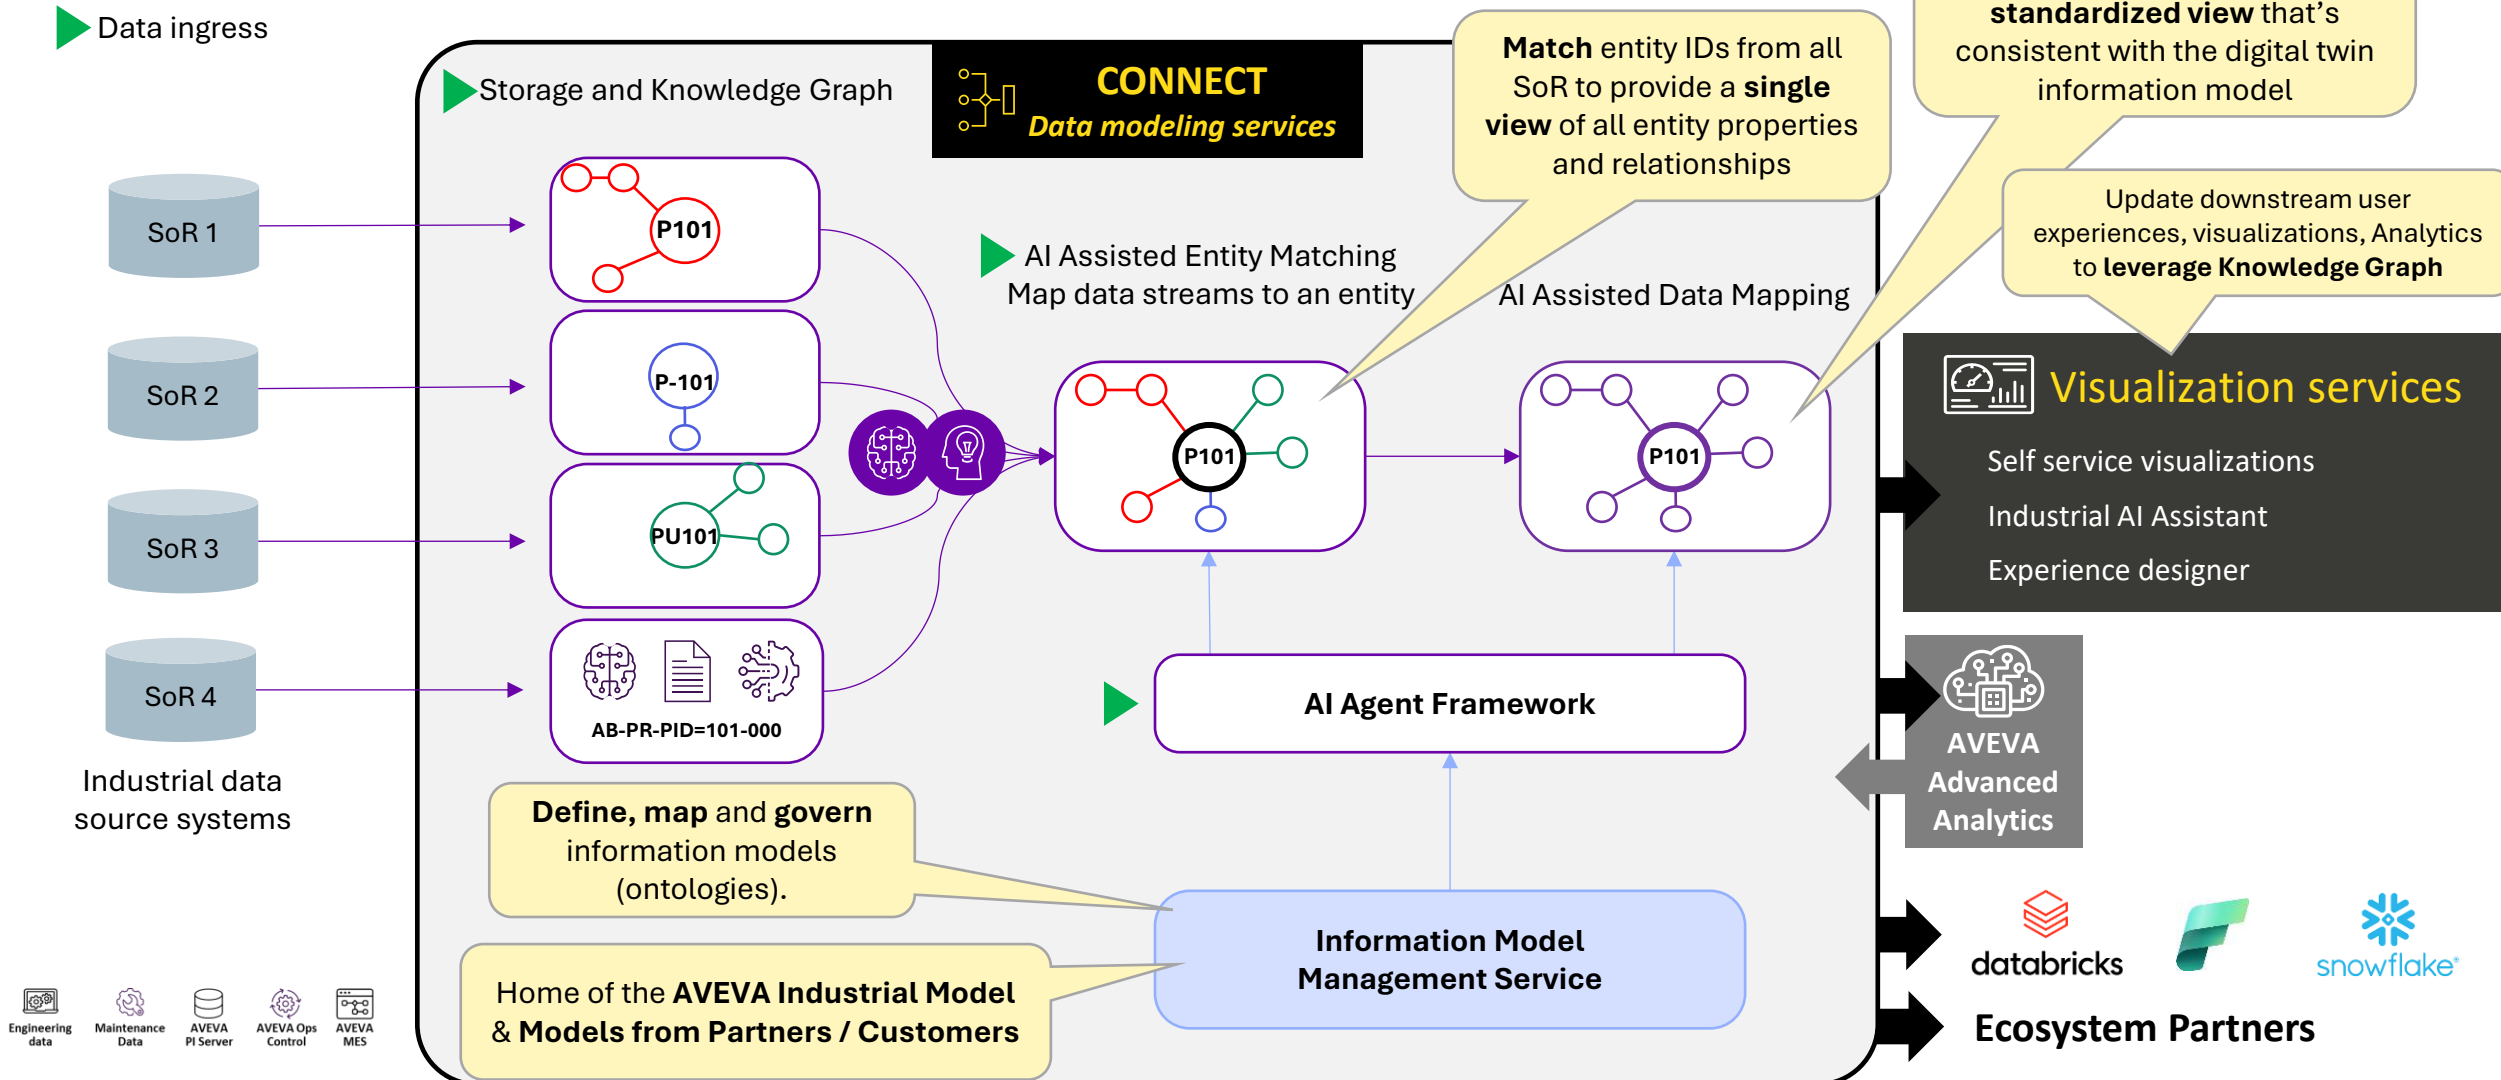 Data ingress
Storage and Knowledge Graph
CONNECT
Data modeling services
Match entity IDs from all
SoR to provide a single
view of all entity properties
and relationships
standardized view that's
consistent with the digital twin
information model
Update downstream user
experiences, visualizations, Analytics
to leverage Knowledge Graph
SoR 1
SoR 2
SoR 3
SoR 4
Industrial data
source systems
P101
P-101
PU101
AB-PR-PID=101-000
AI Assisted Entity Matching
Map data streams to an entity
AI Assisted Data Mapping
P101
P101
AI Agent Framework
Information Model
Management Service
Define, map and govern
information models
(ontologies).
Home of the AVEVA Industrial Model
& Models from Partners / Customers
Visualization services
Self service visualizations
Industrial AI Assistant
Experience designer
AVEVA
Advanced
Analytics
databricks
snowflake®
Ecosystem Partners
Engineering
data
Maintenance
Data
AVEVA
PI Server
AVEVA Ops
Control
AVEVA
MES